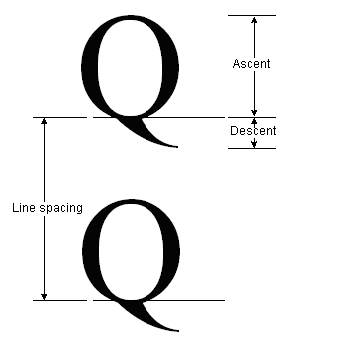 Q
Ascent
Descent
Line spacing
Q